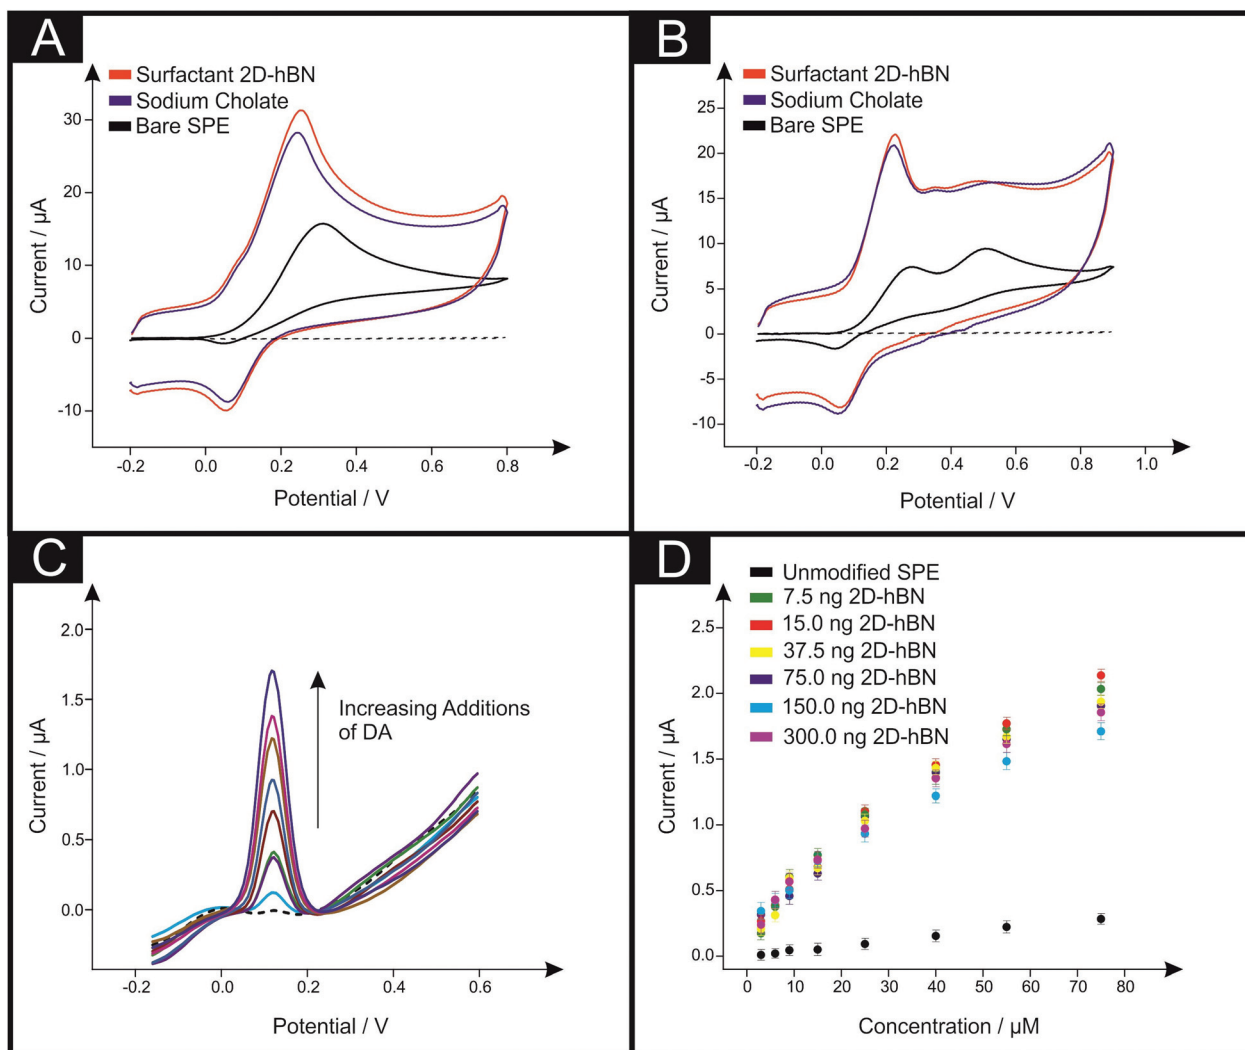 A
Surfactant 2D-hBN
Sodium Cholate
Bare SPE
30
20
10
0
-10
Current / µA
-0.2 0.0 0.2 0.4 0.6 0.8
Potential / V
B
Surfactant 2D-hBN
Sodium Cholate
Bare SPE
25
20
15
10
5
0
-5
-10
Current / µA
-0.2 0.0 0.2 0.4 0.6 0.8 1.0
Potential / V
C
2.0
1.5
1.0
0.5
0.0
Current / µA
Increasing Additions
of DA
-0.2 0.0 0.2 0.4 0.6
Potential / V
D
Unmodified SPE
7.5 ng 2D-hBN
15.0 ng 2D-hBN
37.5 ng 2D-hBN
75.0 ng 2D-hBN
150.0 ng 2D-hBN
300.0 ng 2D-hBN
2.5
2.0
1.5
1.0
0.5
0.0
Current / µA
0 10 20 30 40 50 60 70 80
Concentration / µM